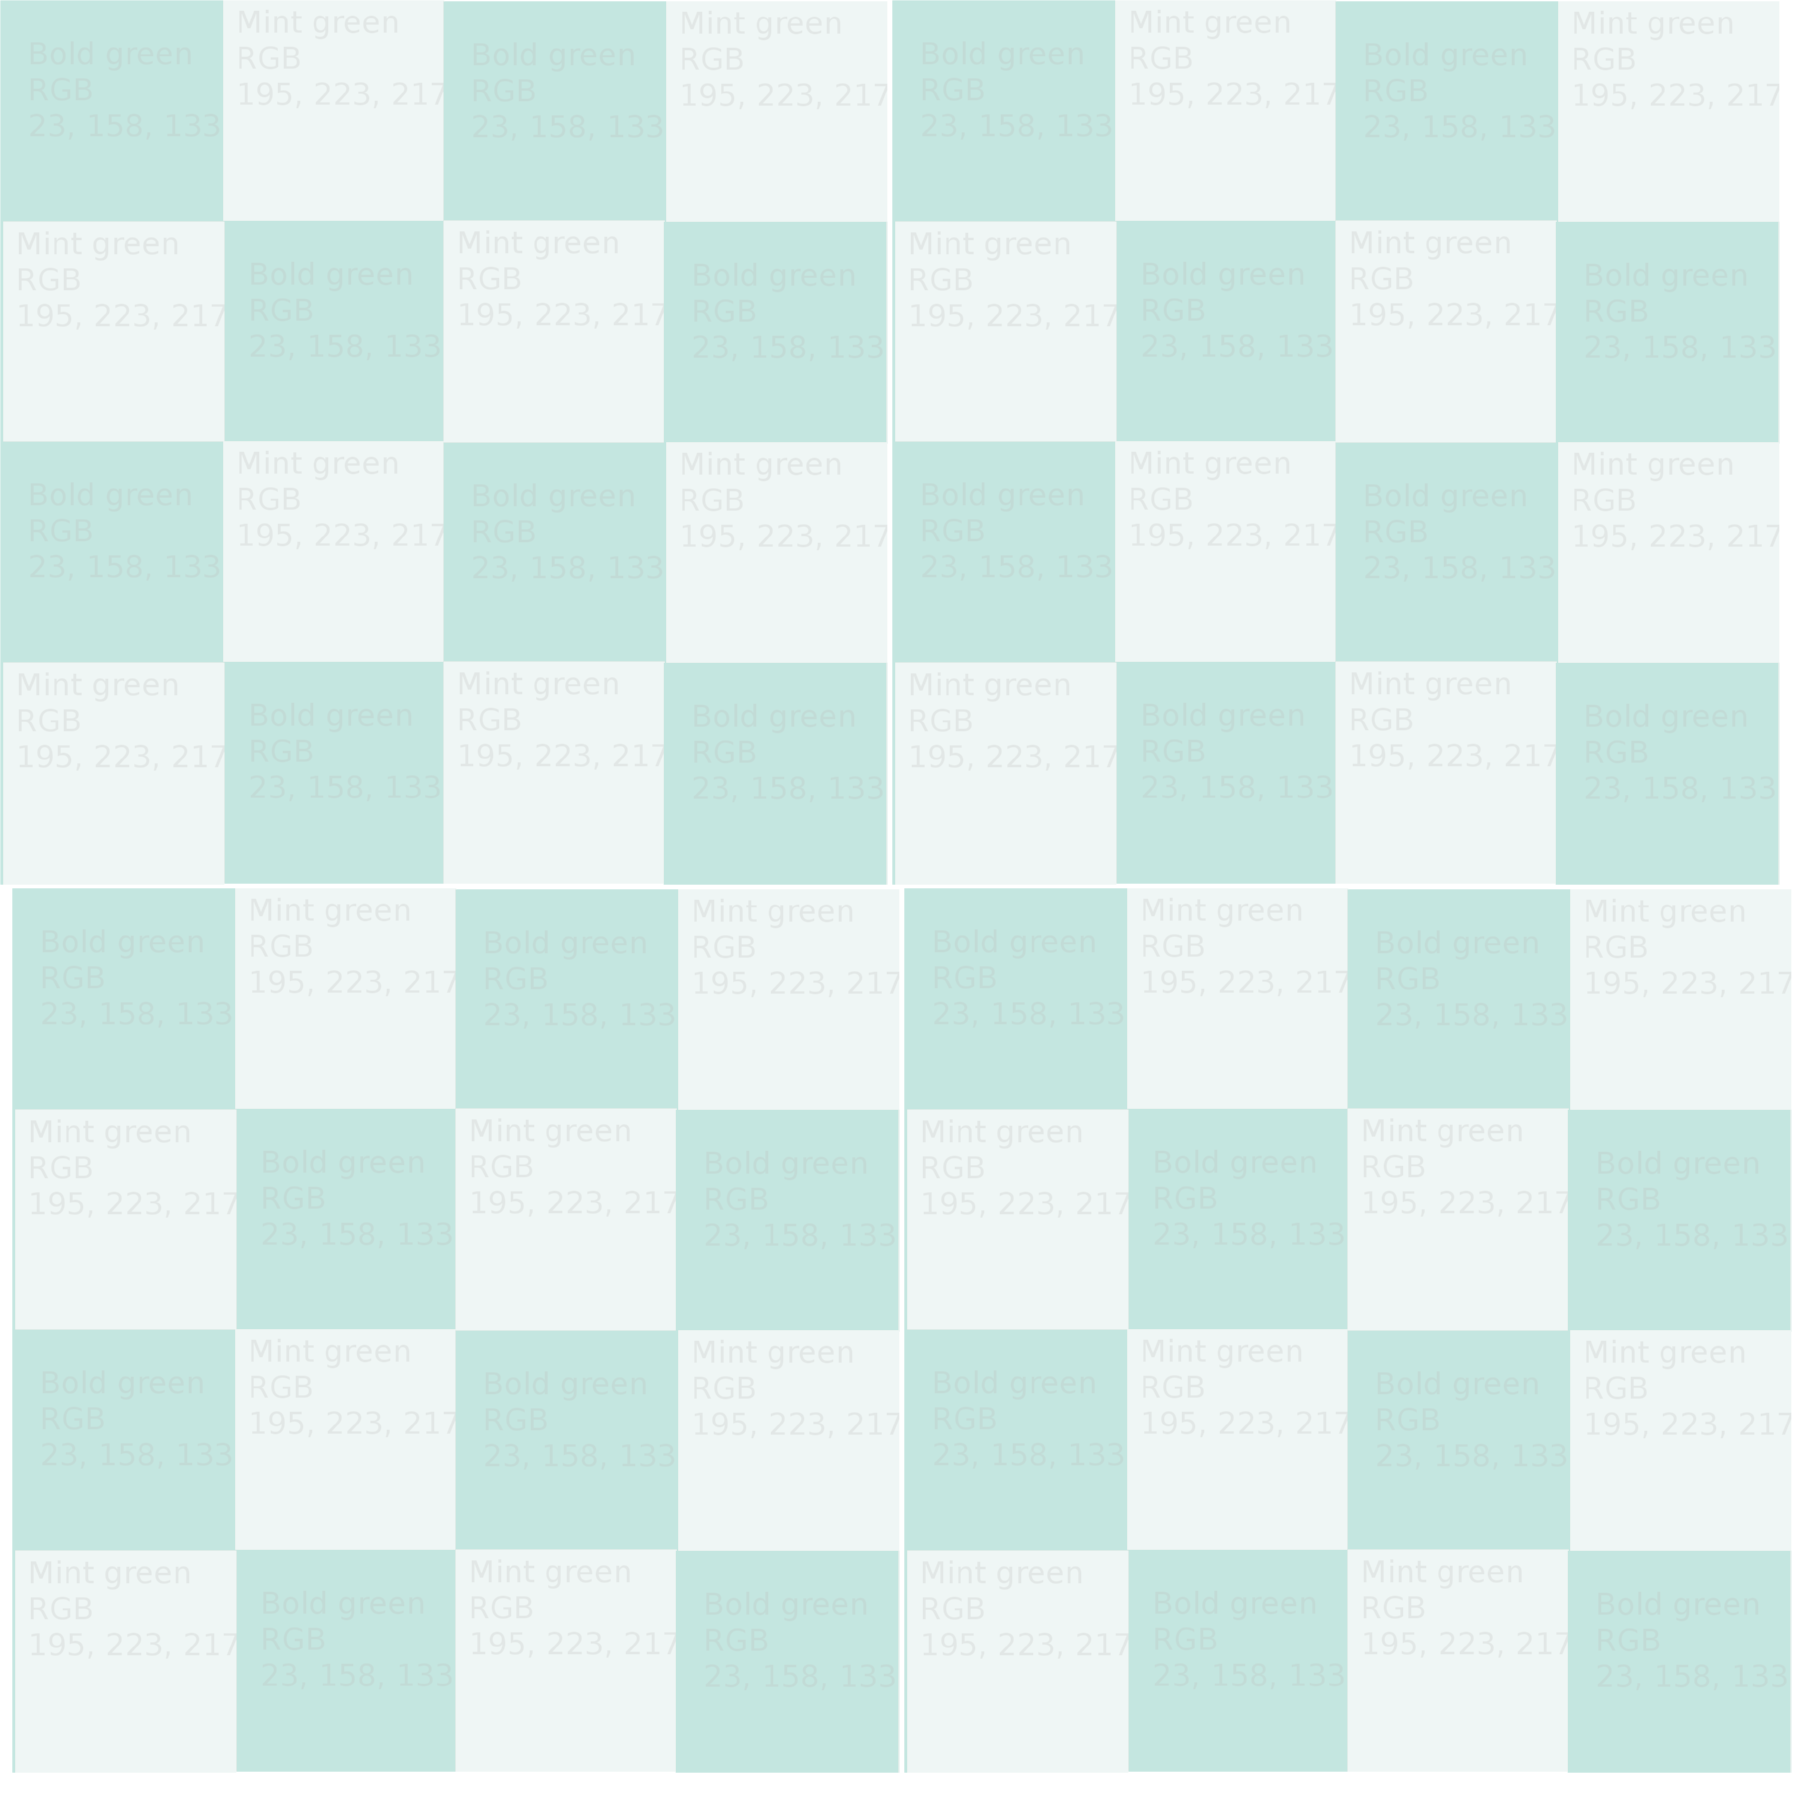 Bold green
RGB
23, 158, 133
Mint green
RGB
195, 223, 217
Bold green
RGB
23, 158, 133
Mint green
RGB
195, 223, 217
Bold green
RGB
23, 158, 133
Mint green
RGB
195, 223, 217
Bold green
RGB
23, 158, 133
Mint green
RGB
195, 223, 217
Mint green
RGB
195, 223, 217
Bold green
RGB
23, 158, 133
Mint green
RGB
195, 223, 217
Bold green
RGB
23, 158, 133
Mint green
RGB
195, 223, 217
Bold green
RGB
23, 158, 133
Mint green
RGB
195, 223, 217
Bold green
RGB
23, 158, 133
Bold green
RGB
23, 158, 133
Mint green
RGB
195, 223, 217
Bold green
RGB
23, 158, 133
Mint green
RGB
195, 223, 217
Bold green
RGB
23, 158, 133
Mint green
RGB
195, 223, 217
Bold green
RGB
23, 158, 133
Mint green
RGB
195, 223, 217
Mint green
RGB
195, 223, 217
Bold green
RGB
23, 158, 133
Mint green
RGB
195, 223, 217
Bold green
RGB
23, 158, 133
Mint green
RGB
195, 223, 217
Bold green
RGB
23, 158, 133
Mint green
RGB
195, 223, 217
Bold green
RGB
23, 158, 133
Bold green
RGB
23, 158, 133
Mint green
RGB
195, 223, 217
Bold green
RGB
23, 158, 133
Mint green
RGB
195, 223, 217
Bold green
RGB
23, 158, 133
Mint green
RGB
195, 223, 217
Bold green
RGB
23, 158, 133
Mint green
RGB
195, 223, 217
Mint green
RGB
195, 223, 217
Bold green
RGB
23, 158, 133
Mint green
RGB
195, 223, 217
Bold green
RGB
23, 158, 133
Mint green
RGB
195, 223, 217
Bold green
RGB
23, 158, 133
Mint green
RGB
195, 223, 217
Bold green
RGB
23, 158, 133
Bold green
RGB
23, 158, 133
Mint green
RGB
195, 223, 217
Bold green
RGB
23, 158, 133
Mint green
RGB
195, 223, 217
Bold green
RGB
23, 158, 133
Mint green
RGB
195, 223, 217
Bold green
RGB
23, 158, 133
Mint green
RGB
195, 223, 217
Mint green
RGB
195, 223, 217
Bold green
RGB
23, 158, 133
Mint green
RGB
195, 223, 217
Bold green
RGB
23, 158, 133
Mint green
RGB
195, 223, 217
Bold green
RGB
23, 158, 133
Mint green
RGB
195, 223, 217
Bold green
RGB
23, 158, 133